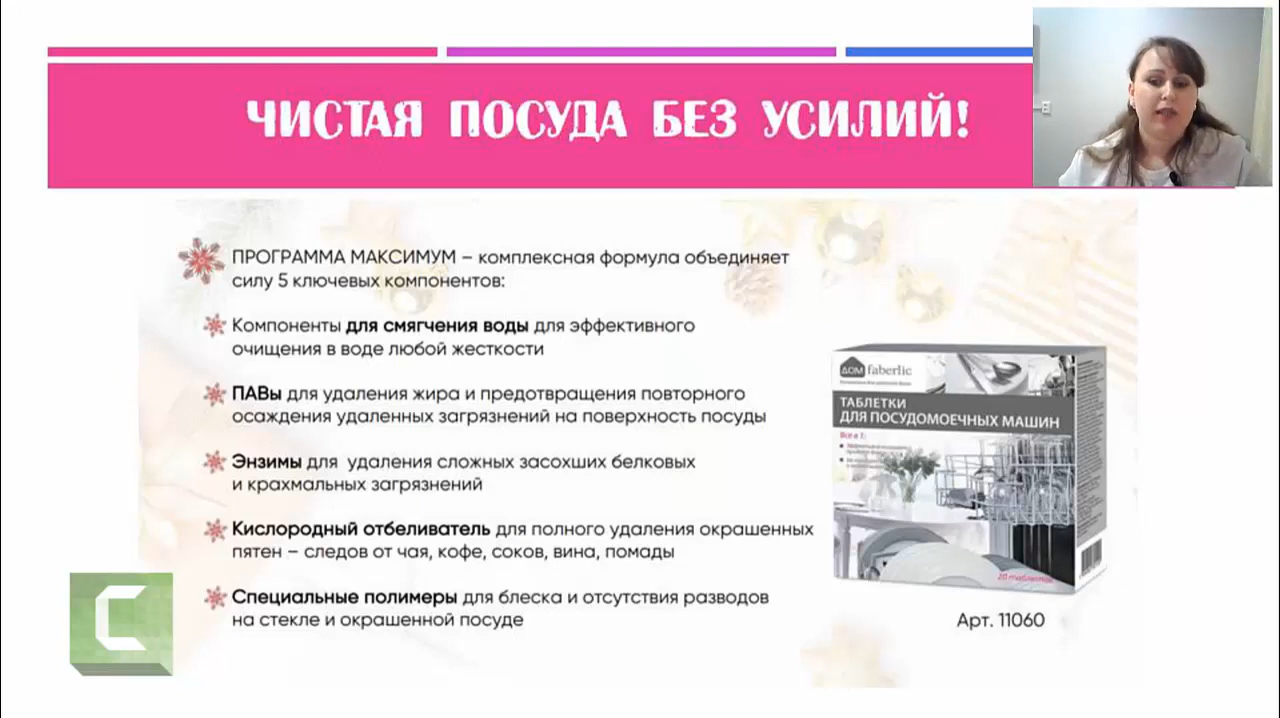 ЧИСТАЯ ПОСУДА БЕЗ УСИЛИЙ!
ПРОГРАММА МАКСИМУМ – комплексная формула объединяет
силу 5 ключевых компонентов:
Компоненты для смягчения воды для эффективного
очищения в воде любой жесткости
ПАВы для удаления жира и предотвращения повторного
осаждения удаленных загрязнений на поверхность посуды
Энзимы для удаления сложных засохших белковых
и крахмальных загрязнений
Кислородный отбеливатель для полного удаления окрашенных
пятен – следов от чая, кофе, соков, вина, помады
Специальные полимеры для блеска и отсутствия разводов
на стекле и окрашенной посуде
ДОМ faberlic
ТАБЛЕТКИ
ДЛЯ ПОСУДОМОЕЧНЫХ МАШИН
Все в 1:
20 таблеток
Арт. 11060
C